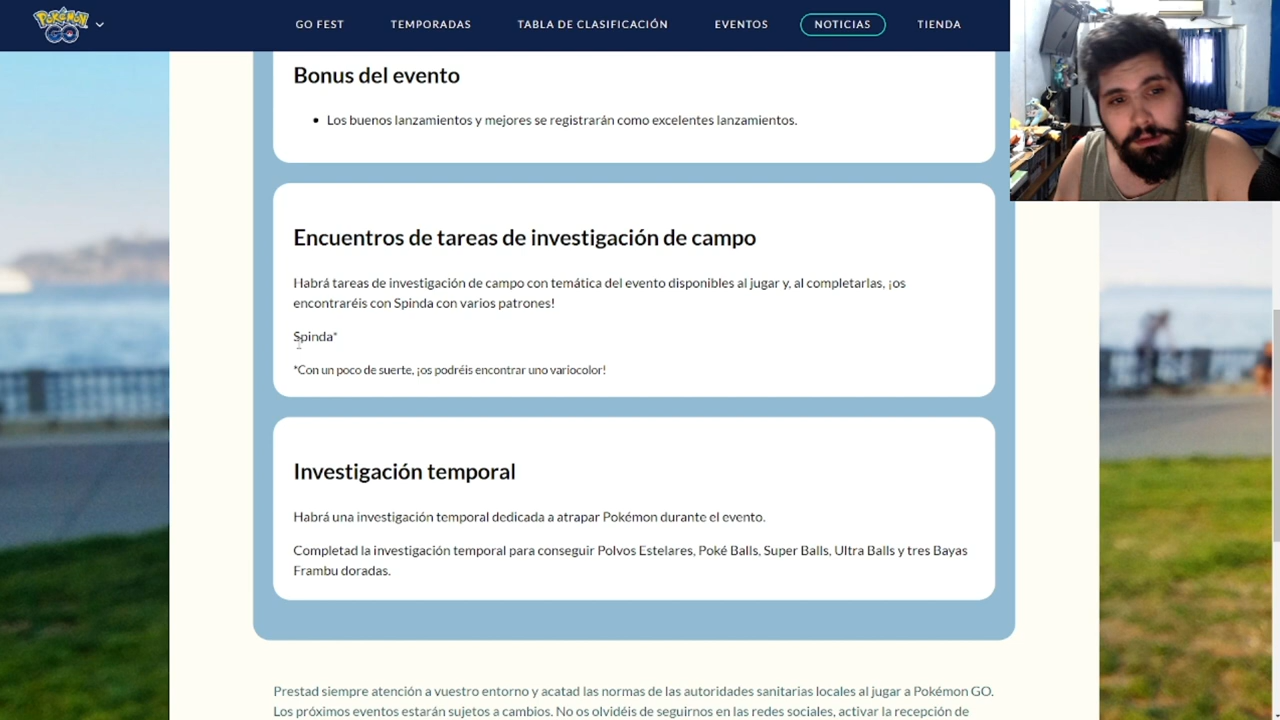 Pokémon GO
GO FEST TEMPORADAS TABLA DE CLASIFICACIÓN EVENTOS NOTICIAS TIENDA
Bonus del evento
• Los buenos lanzamientos y mejores se registrarán como excelentes lanzamientos.
Encuentros de tareas de investigación de campo
Habrá tareas de investigación de campo con temática del evento disponibles al jugar y, al completarlas, ¡os
encontraréis con Spinda con varios patrones!
Spinda*
*Con un poco de suerte, ¡os podréis encontrar uno variocolor!
Investigación temporal
Habrá una investigación temporal dedicada a atrapar Pokémon durante el evento.
Completad la investigación temporal para conseguir Polvos Estelares, Poké Balls, Super Balls, Ultra Balls y tres Bayas
Frambu doradas.
Prestad siempre atención a vuestro entorno y acatad las normas de las autoridades sanitarias locales al jugar a Pokémon GO.
Los próximos eventos estarán sujetos a cambios. No os olvidéis de seguirnos en las redes sociales, activar la recepción de